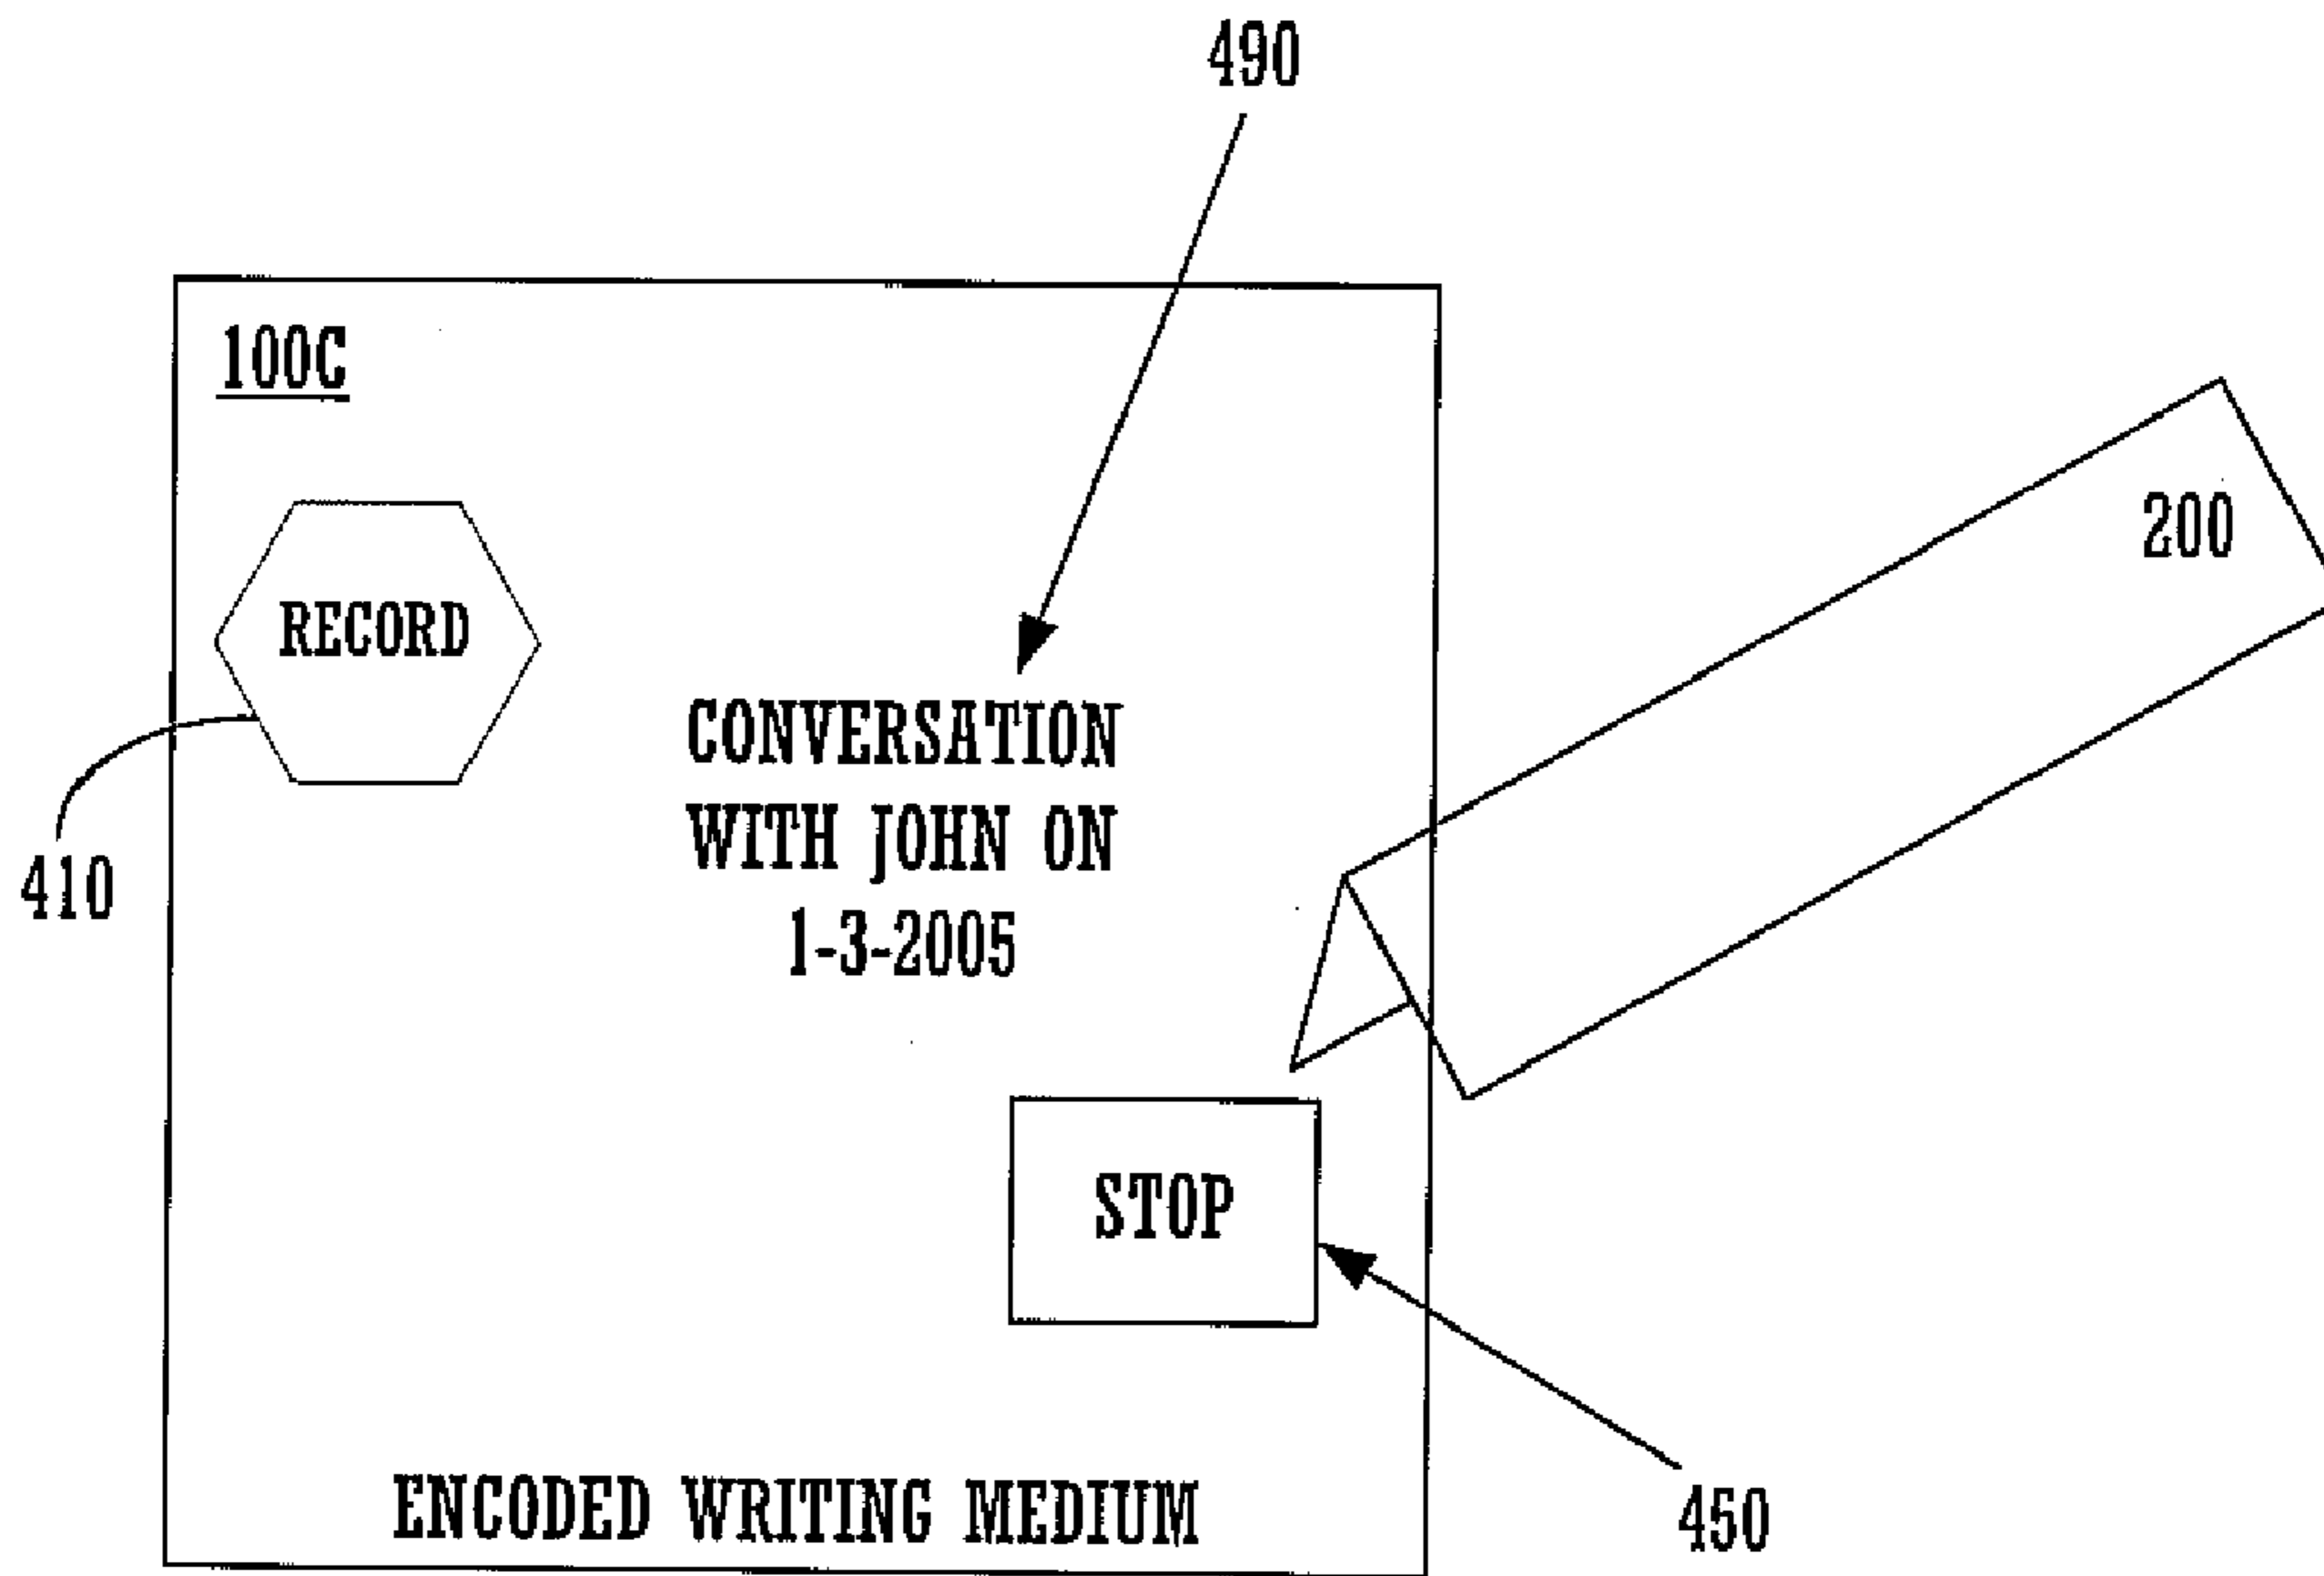 490
100C
200
RECORD
CONVERSATION
WITH JOHN ON
1-3-2005
410
STOP
ENCODED WRITING MEDIUM
450